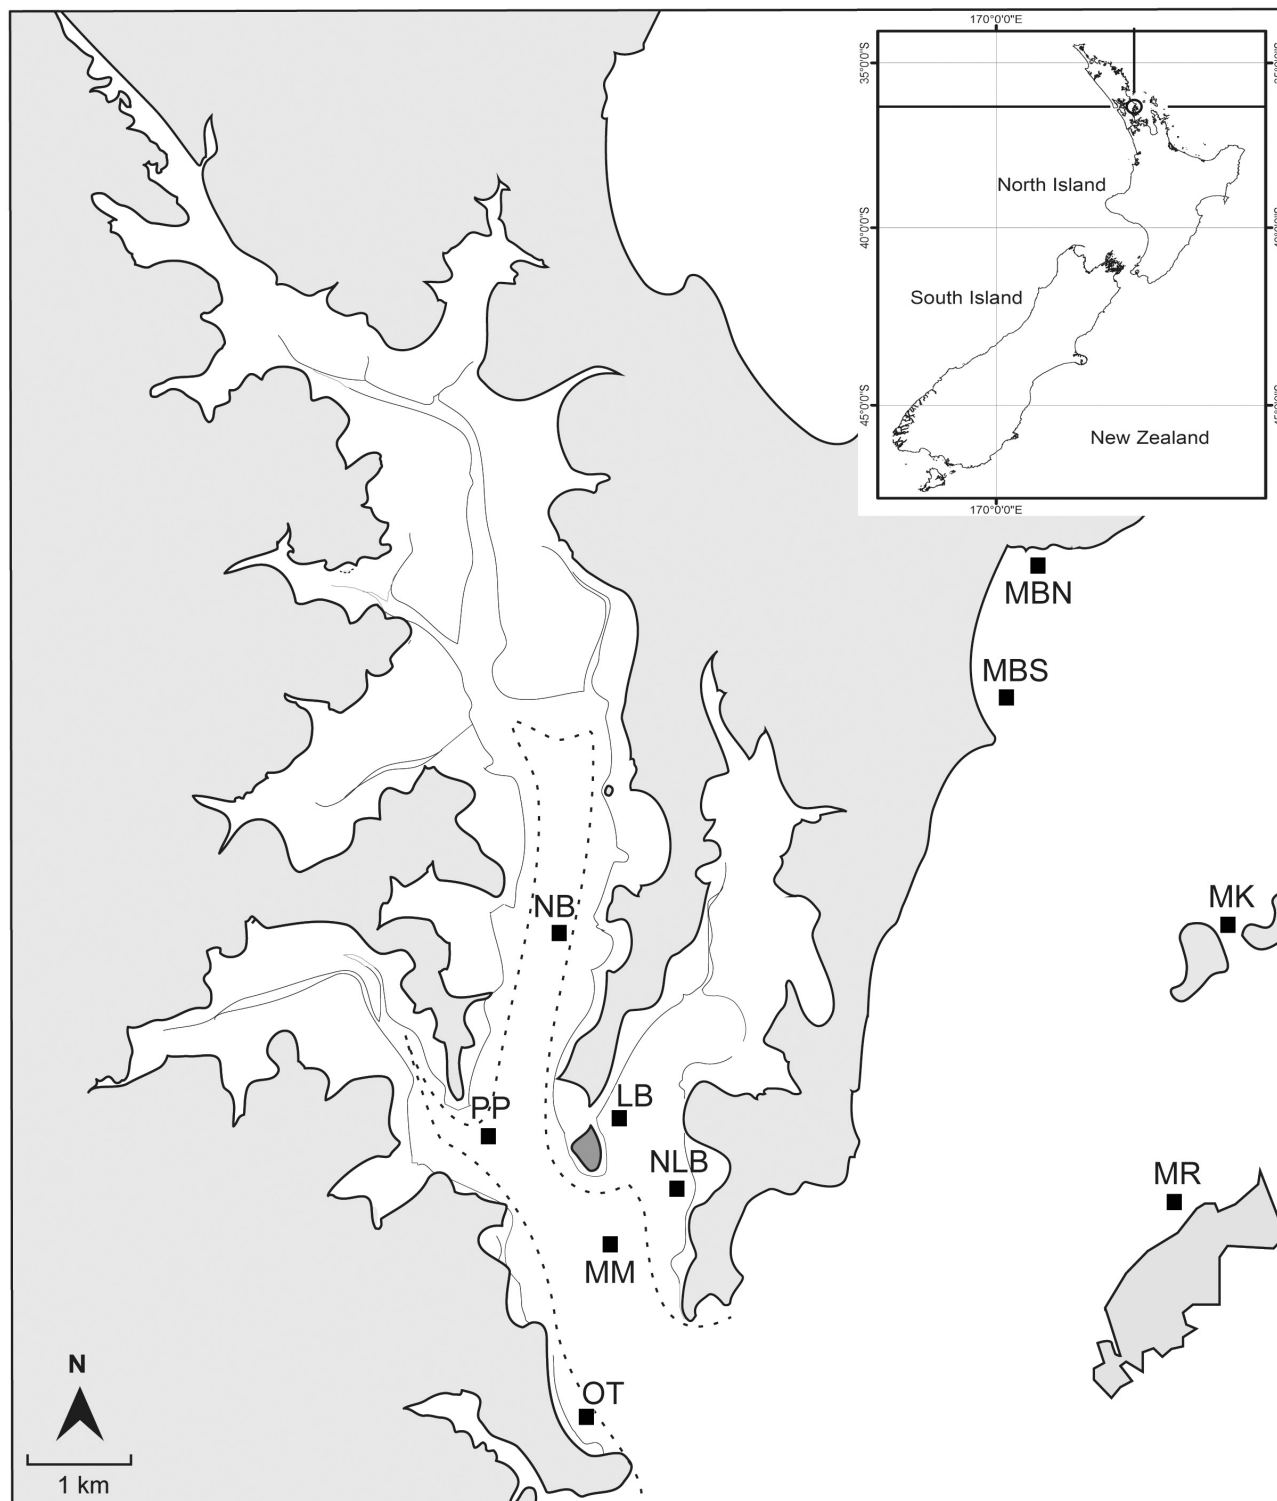 170°0'0"E
35°0'0"S
North Island
40°0'0"S
South Island
45°0'0"S
New Zealand
170°0'0"E
MBN
MBS
MK
NB
PP
LB
NLB
MR
MM
OT
N
1 km